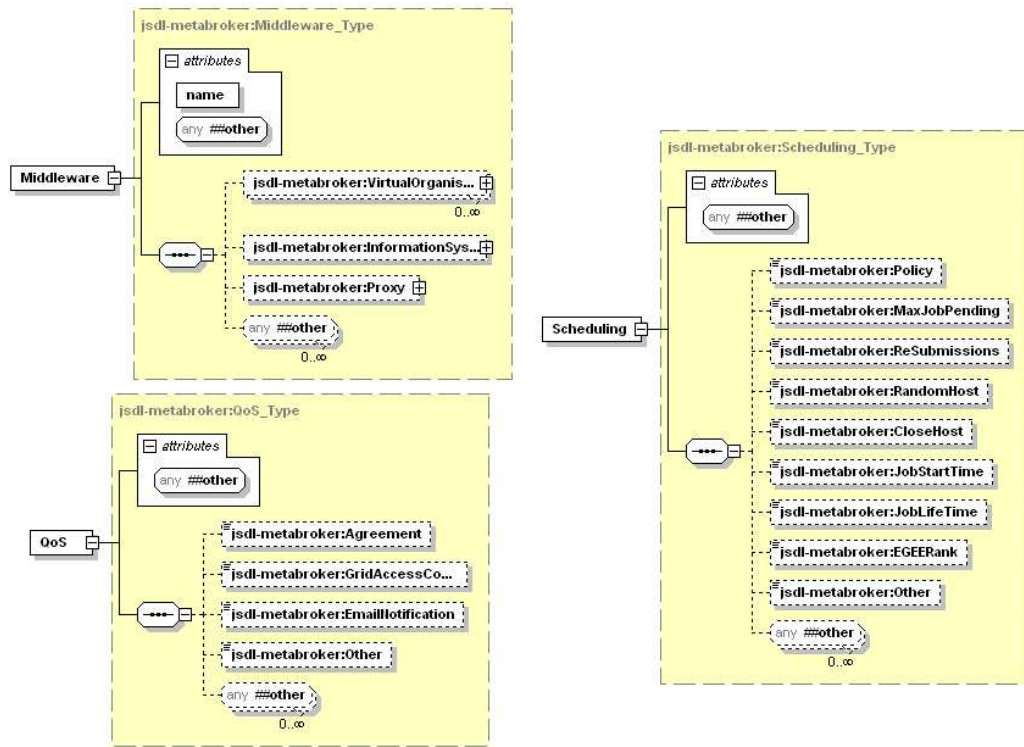 jsdl-metabroker:Middleware_Type
attributes
name
any ##other
Middleware
jsdl-metabroker:VirtualOrganis...
0..∞
jsdl-metabroker:InformationSys...
jsdl-metabroker:Proxy
any ##other
0..∞
jsdl-metabroker:QoS_Type
attributes
any ##other
QoS
jsdl-metabroker:Agreement
jsdl-metabroker:GridAccessCo...
jsdl-metabroker:EmailNotification
jsdl-metabroker:Other
any ##other
0..∞
jsdl-metabroker:Scheduling_Type
attributes
any ##other
Scheduling
jsdl-metabroker:Policy
jsdl-metabroker:MaxJobPending
jsdl-metabroker:ReSubmissions
jsdl-metabroker:RandomHost
jsdl-metabroker:CloseHost
jsdl-metabroker:JobStartTime
jsdl-metabroker:JobLifeTime
jsdl-metabroker:EGEERank
jsdl-metabroker:Other
any ##other
0..∞